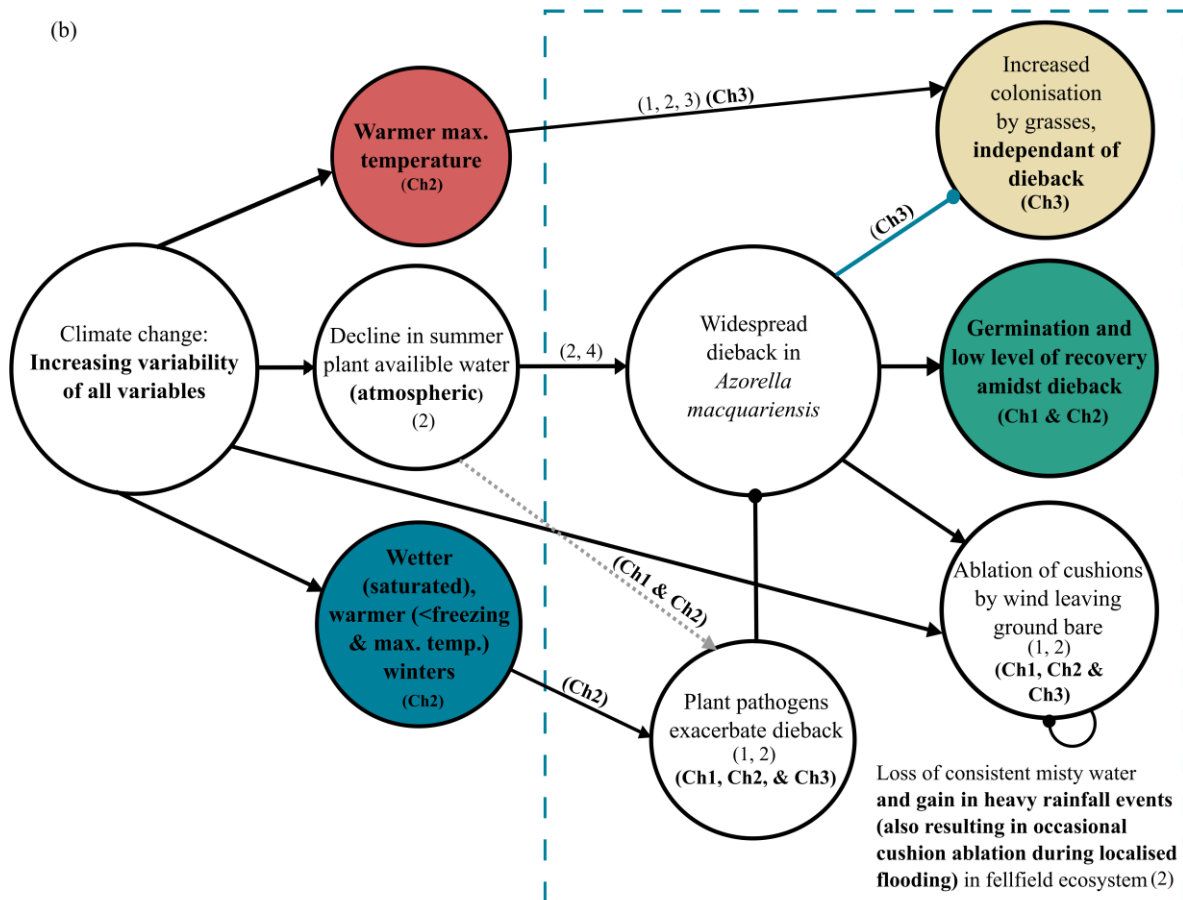 (b)
Warmer max.
temperature
(Ch2)
(1, 2, 3) (Ch3)
Increased
colonisation
by grasses,
independant of
dieback
(Ch3)
(Ch3)
Climate change:
Increasing variability
of all variables
Decline in summer
plant availible water
(atmospheric)
(2)
(2, 4)
Widespread
dieback in
Azorella
macquariensis
Germination and
low level of recovery
amidst dieback
(Ch1 & Ch2)
Wetter
(saturated),
warmer (<freezing
& max. temp.)
winters
(Ch2)
(Ch1 & Ch2)
(Ch2)
Plant pathogens
exacerbate dieback
(1, 2)
(Ch1, Ch2, & Ch3)
Ablation of cushions
by wind leaving
ground bare
(1, 2)
(Ch1, Ch2 &
Ch3)
Loss of consistent misty water
and gain in heavy rainfall events
(also resulting in occasional
cushion ablation during localised
flooding) in fellfield ecosystem (2)